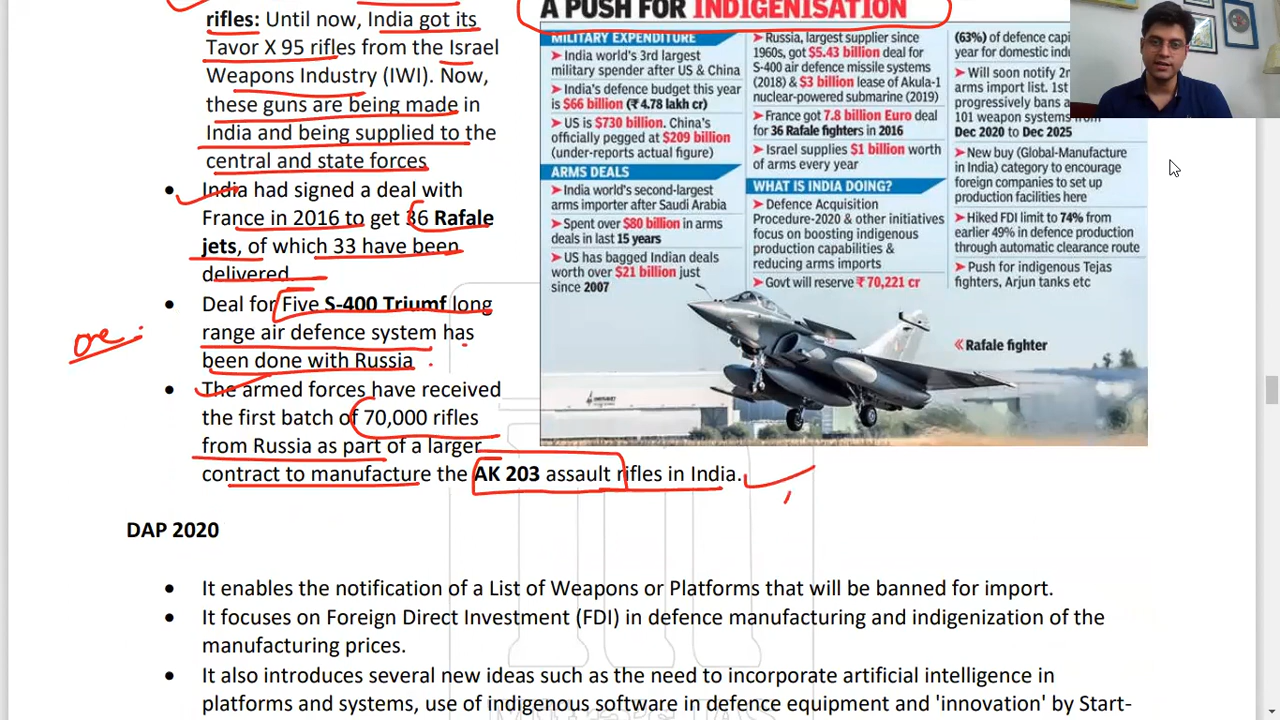 rifles: Until now, India got its
Tavor X 95 rifles from the Israel
Weapons Industry (IWI). Now,
these guns are being made in
India and being supplied to the
central and state forces
• India had signed a deal with
France in 2016 to get 36 Rafale
jets, of which 33 have been
delivered.
• Deal for Five S-400 Triumf long
range air defence system has
been done with Russia.
• The armed forces have received
the first batch of 70,000 rifles
from Russia as part of a larger
contract to manufacture the AK 203 assault rifles in India.
A PUSH FOR INDIGENISATION
MILITARY EXPENDITURE
➤ India world's 3rd largest
military spender after US & China
➤ India's defence budget this year
is $66 billion (₹ 4.78 lakh cr)
➤ US is $730 billion. China's
officially pegged at $209 billion
(under-reports actual figure)
ARMS DEALS
➤ India world's second-largest
arms importer after Saudi Arabia
➤ Spent over $80 billion in arms
deals in last 15 years
➤ US has bagged Indian deals
worth over $21 billion just
since 2007
➤ Russia, largest supplier since
1960s, got $5.43 billion deal for
S-400 air defence missile systems
(2018) & $3 billion lease of Akula-1
nuclear-powered submarine (2019)
➤ France got 7.8 billion Euro deal
for 36 Rafale fighters in 2016
➤ Israel supplies $1 billion worth
of arms every year
WHAT IS INDIA DOING?
➤ Defence Acquisition
Procedure-2020 & other initiatives
focus on boosting indigenous
production capabilities &
reducing arms imports
➤ Govt will reserve ₹ 70,221 cr
(63%) of defence capi
year for domestic ind
➤ Will soon notify 2n
arms import list. 1st
progressively bans a
101 weapon systems from
Dec 2020 to Dec 2025
➤ New buy (Global-Manufacture
in India) category to encourage
foreign companies to set up
production facilities here
➤ Hiked FDI limit to 74% from
earlier 49% in defence production
through automatic clearance route
➤ Push for indigenous Tejas
fighters, Arjun tanks etc
Rafale fighter
DAP 2020
• It enables the notification of a List of Weapons or Platforms that will be banned for import.
• It focuses on Foreign Direct Investment (FDI) in defence manufacturing and indigenization of the
manufacturing prices.
• It also introduces several new ideas such as the need to incorporate artificial intelligence in
platforms and systems, use of indigenous software in defence equipment and 'innovation' by Start-